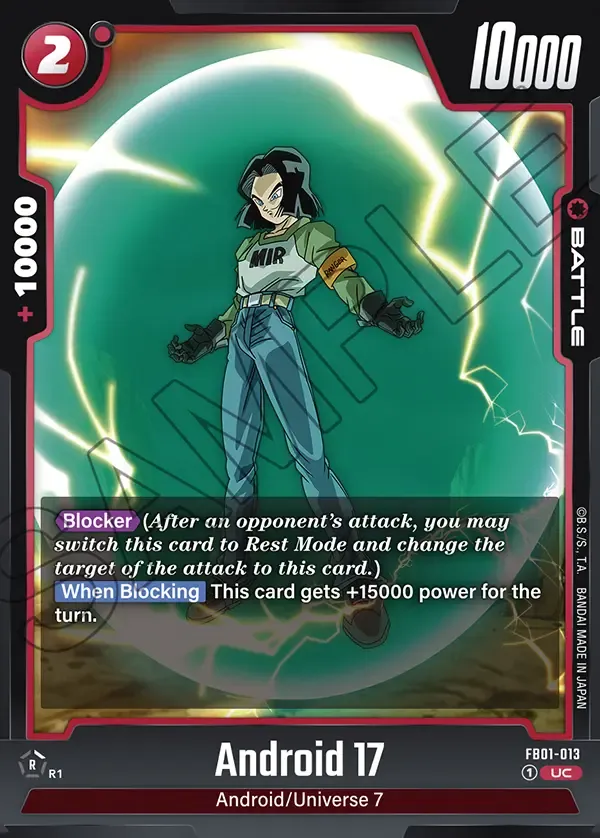 2
10000
+ 10000
BATTLE
MIR
RANGER
SAMPLE
Blocker (After an opponent's attack, you may
switch this card to Rest Mode and change the
target of the attack to this card.)
When Blocking This card gets +15000 power for the
turn.
©B.S./S., T.A. BANDAI MADE IN JAPAN
Android 17
FB01-013
R
R1
1 UC
Android/Universe 7